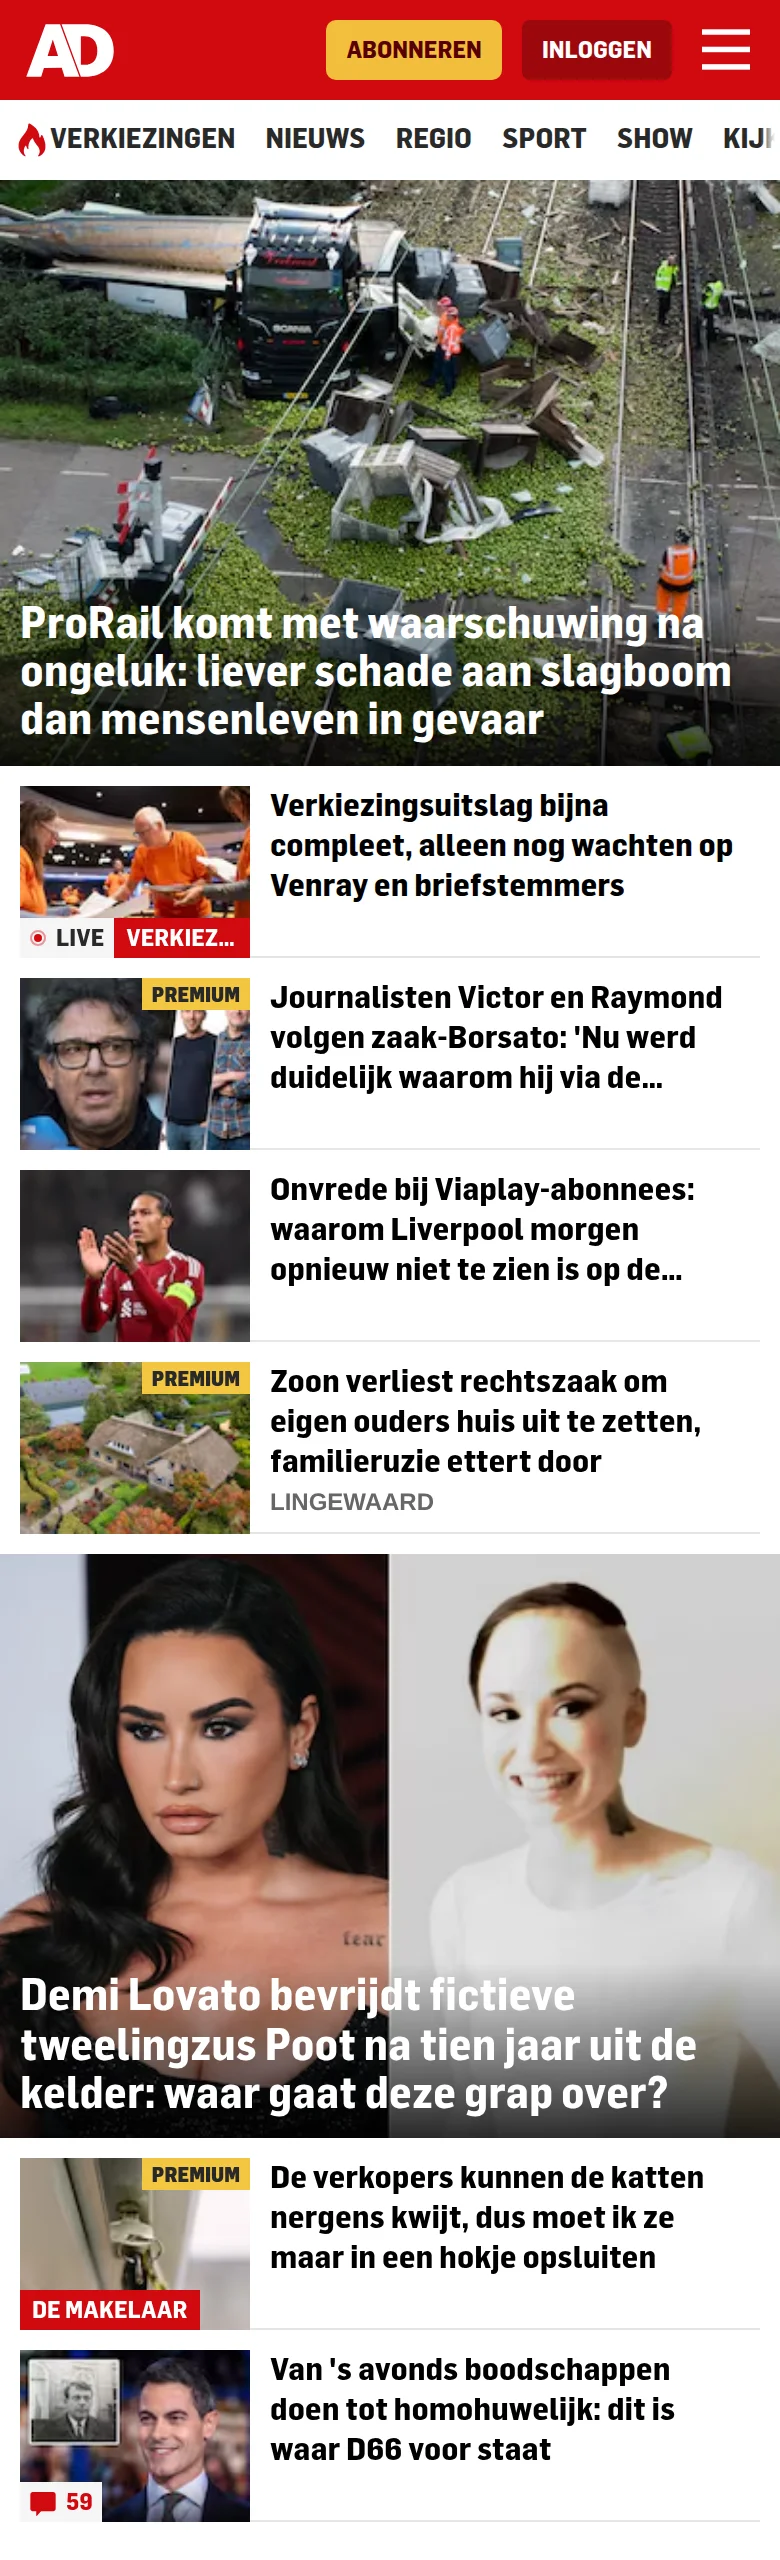 AD
ABONNEREN
INLOGGEN
VERKIEZINGEN NIEUWS REGIO SPORT SHOW KIJK
SCANIA
ProRail komt met waarschuwing na
ongeluk: liever schade aan slagboom
dan mensenleven in gevaar
LIVE VERKIEZ...
Verkiezingsuitslag bijna
compleet, alleen nog wachten op
Venray en briefstemmers
PREMIUM
Journalisten Victor en Raymond
volgen zaak-Borsato: 'Nu werd
duidelijk waarom hij via de...
Onvrede bij Viaplay-abonnees:
waarom Liverpool morgen
opnieuw niet te zien is op de...
PREMIUM
Zoon verliest rechtszaak om
eigen ouders huis uit te zetten,
familieruzie ettert door
LINGEWAARD
fear
Demi Lovato bevrijdt fictieve
tweelingzus Poot na tien jaar uit de
kelder: waar gaat deze grap over?
PREMIUM
DE MAKELAAR
De verkopers kunnen de katten
nergens kwijt, dus moet ik ze
maar in een hokje opsluiten
59
Van 's avonds boodschappen
doen tot homohuwelijk: dit is
waar D66 voor staat